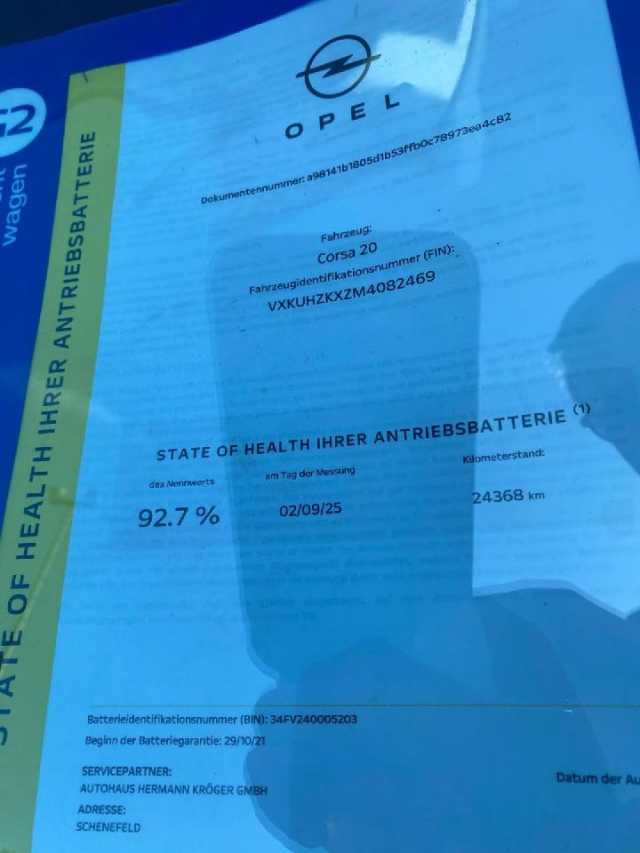 wagen
STATE OF HEALTH IHRER ANTRIEBSBATTERIE
OPEL
Dokumentennummer: a98141b1805d1b53ffb0c78973ea4c82
Fahrzeug:
Corsa 20
Fahrzeugidentifikationsnummer (FIN):
VXKUHZKXZM4082469
STATE OF HEALTH IHRER ANTRIEBSBATTERIE (1)
des Nennwerts
am Tag der Messung
Kilometerstand:
92.7 %
02/09/25
24368 km
Batterieidentifikationsnummer (BIN): 34FV240005203
Beginn der Batteriegarantie: 29/10/21
SERVICEPARTNER:
AUTOHAUS HERMANN KRÖGER GMBH
Datum der Au
ADRESSE:
SCHENEFELD